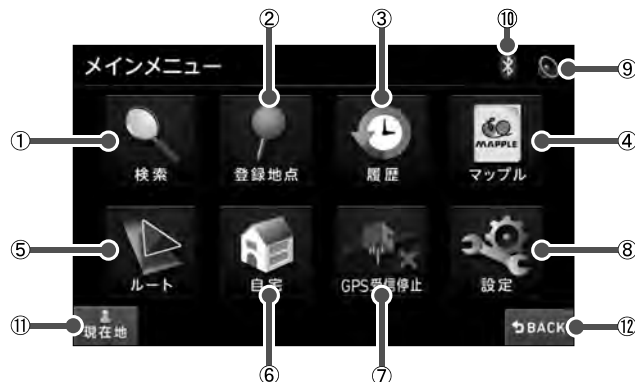 ② ③ ⑩
メインメニュー ⑨
① ④
MAPPLE
検索 登録地点 履歴 マップル
⑤ ⑧
ルート 自宅 GPS受信停止 設定
⑪ 現在地 BACK ⑫
⑥ ⑦